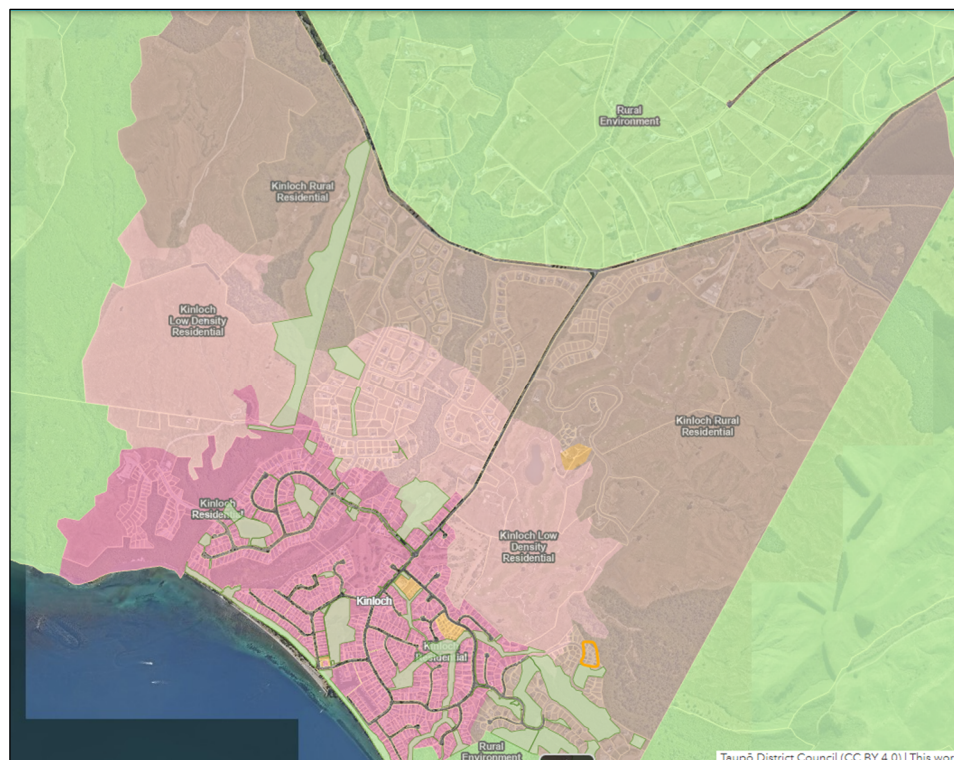 Rural
Environment
Kinloch Rural
Residential
Kinloch
Low Density
Residential
Kinloch Rural
Residential
Kinloch
Residential
Kinloch Low
Density
Residential
Kinloch
Kinloch
Residential
Rural
Environment
Taupō District Council (CC BY 4.0) | This wor